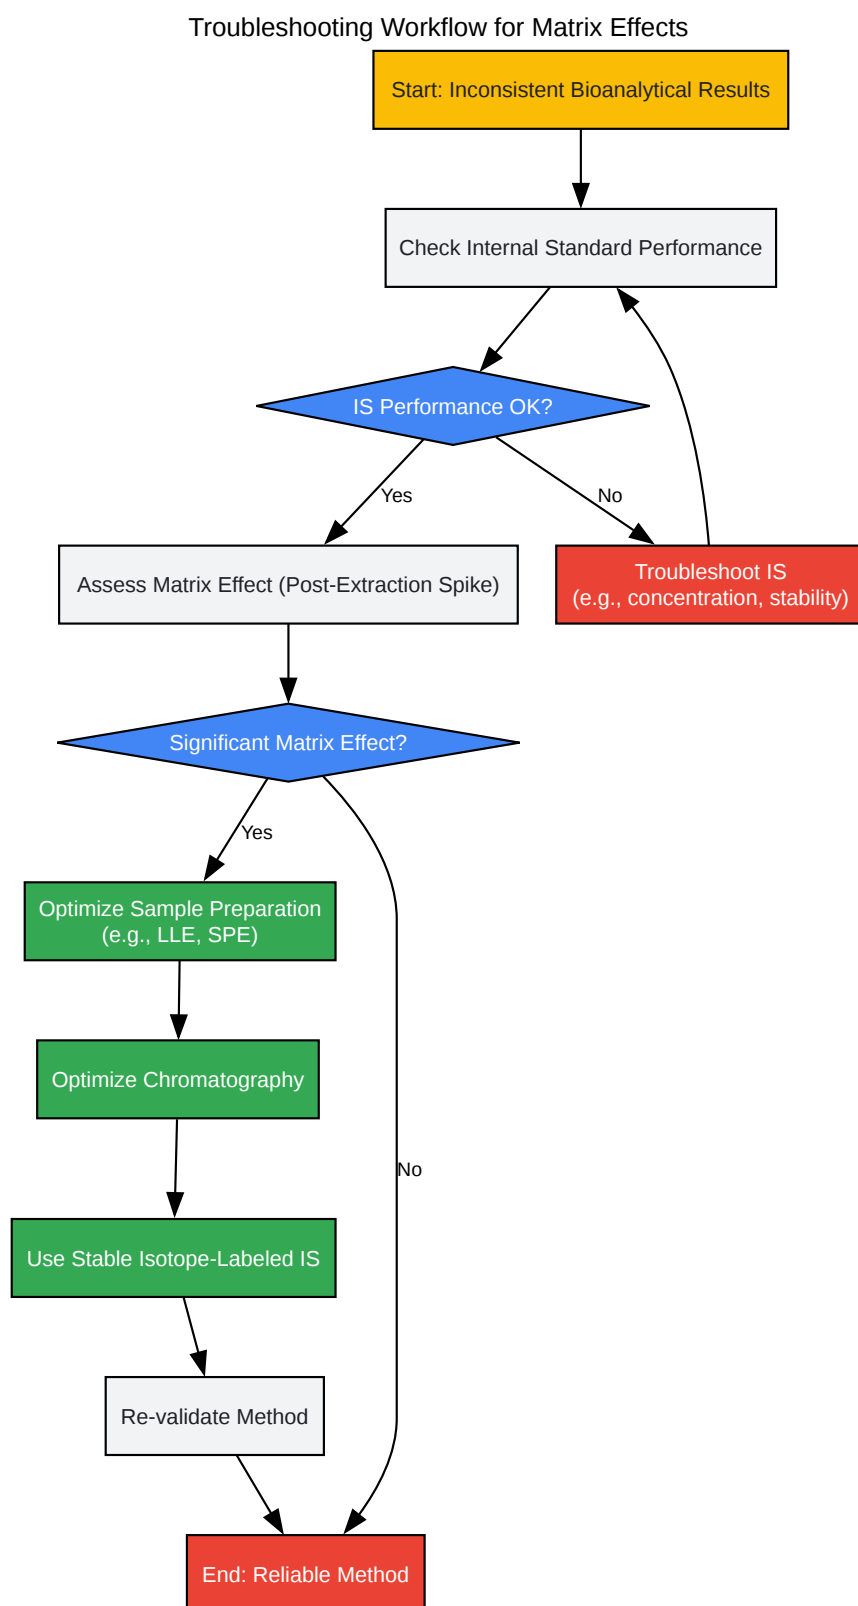 Troubleshooting Workflow for Matrix Effects
Start: Inconsistent Bioanalytical Results
Check Internal Standard Performance
IS Performance OK?
Yes
No
Assess Matrix Effect (Post-Extraction Spike)
Troubleshoot IS
(e.g., concentration, stability)
Significant Matrix Effect?
Yes
Optimize Sample Preparation
(e.g., LLE, SPE)
Optimize Chromatography
No
Use Stable Isotope-Labeled IS
Re-validate Method
End: Reliable Method